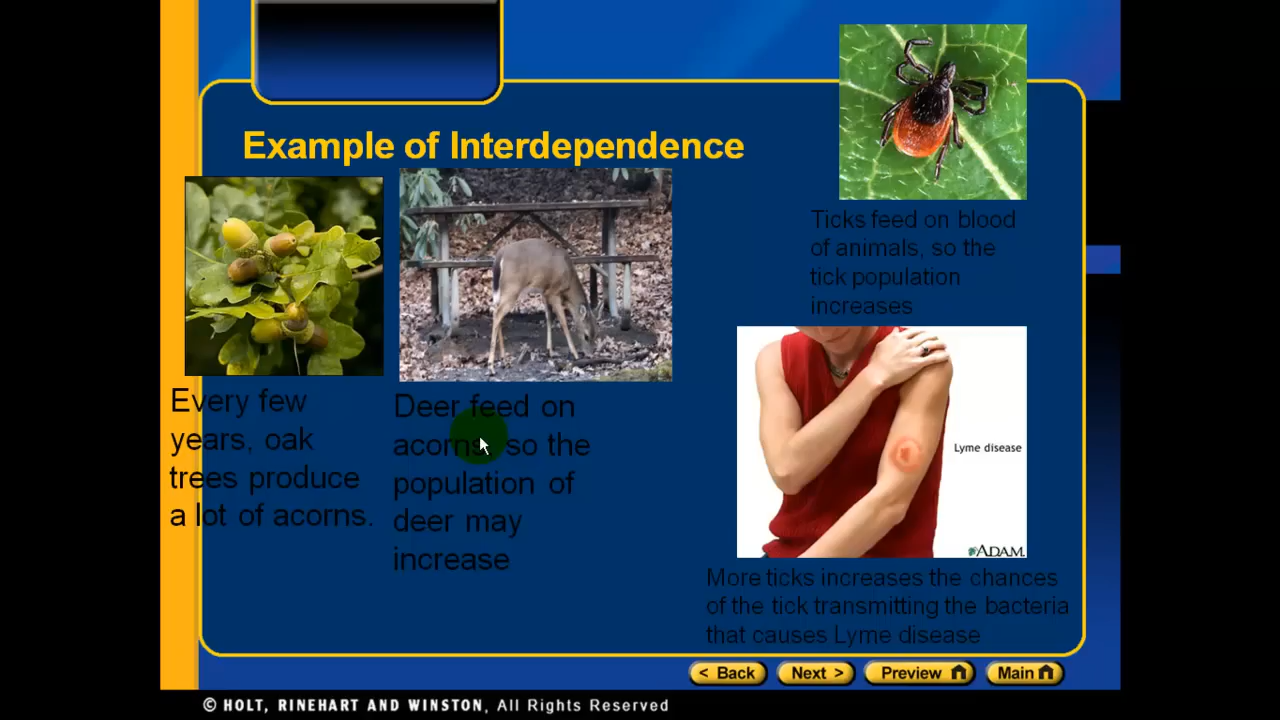 Example of Interdependence
Every few
years, oak
trees produce
a lot of acorns.
Deer feed on
acorns, so the
population of
deer may
increase
Ticks feed on blood
of animals, so the
tick population
increases
Lyme disease
ADAM.
More ticks increases the chances
of the tick transmitting the bacteria
that causes Lyme disease
< Back
Next >
Preview
Main
© HOLT, RINEHART AND WINSTON, All Rights Reserved